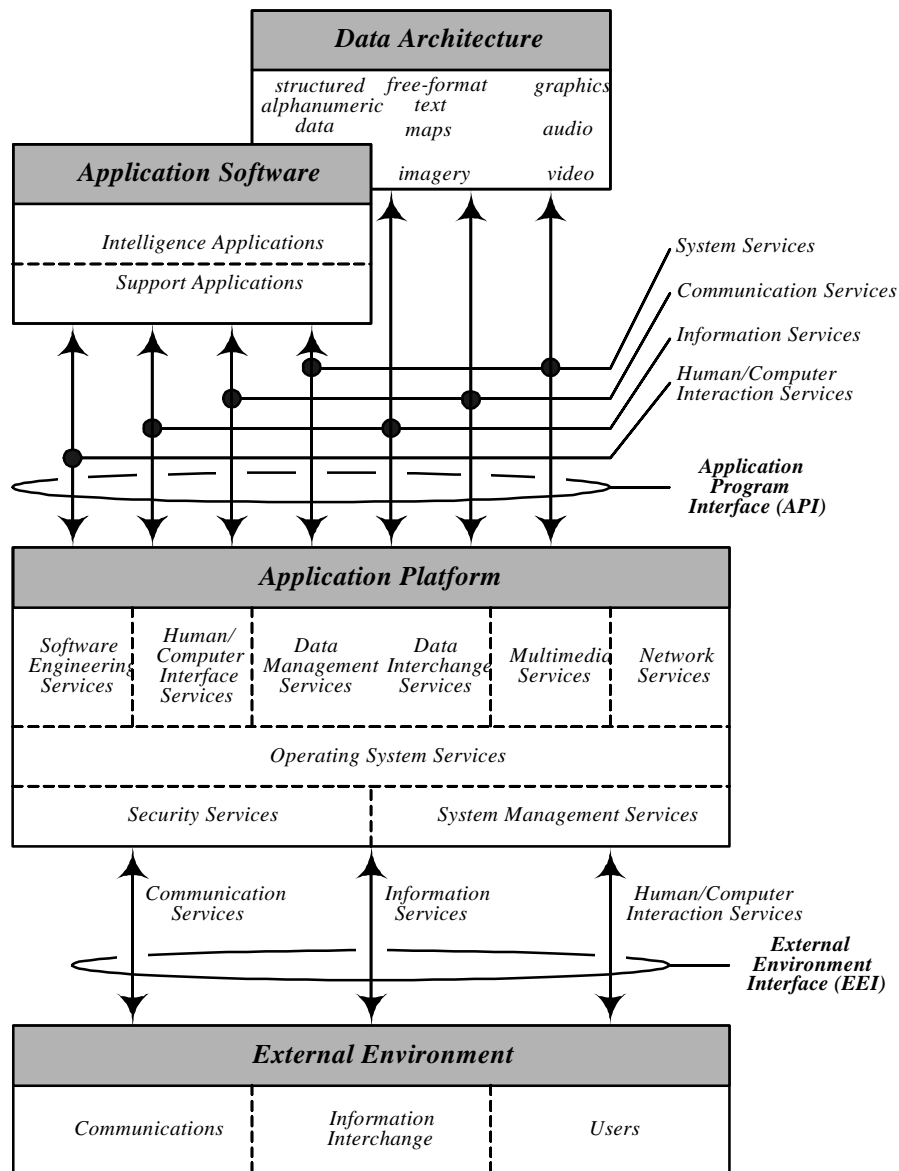 Data Architecture
structured
alphanumeric
data
free-format
text
maps
imagery
graphics
audio
video
Application Software
Intelligence Applications
Support Applications
System Services
Communication Services
Information Services
Human/Computer
Interaction Services
Application
Program
Interface (API)
Application Platform
Software
Engineering
Services
Human/
Computer
Interface
Services
Data
Management
Services
Data
Interchange
Services
Multimedia
Services
Network
Services
Operating System Services
Security Services
System Management Services
Communication
Services
Information
Services
Human/Computer
Interaction Services
External
Environment
Interface (EEI)
External Environment
Communications
Information
Interchange
Users